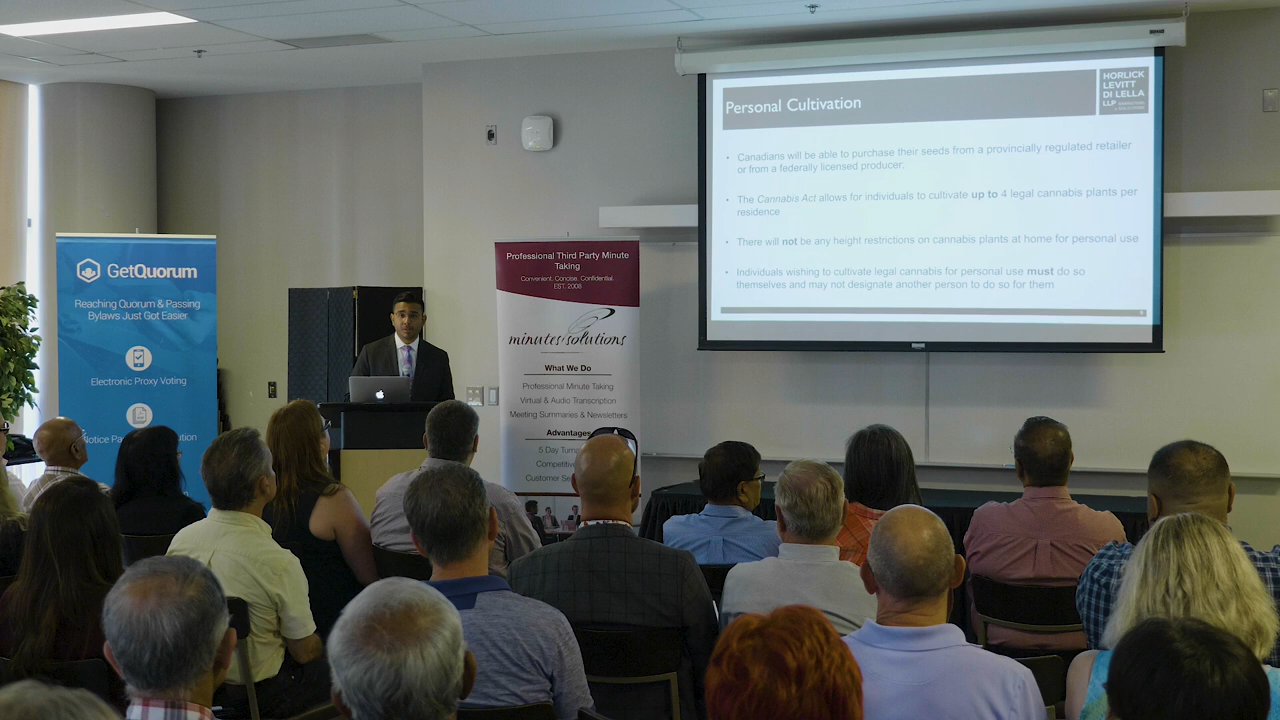 GetQuorum
Reaching Quorum & Passing
Bylaws Just Got Easier
Electronic Proxy Voting
Professional Third Party Minute
Taking
Convenient. Concise. Confidential.
EST. 2008
minutes solutions
What We Do
Professional Minute Taking
Virtual & Audio Transcription
Meeting Summaries & Newsletters
Advantages
5 Day
Customer
Personal Cultivation
HORLICK
LEVITT
DI LELLA
LLP
• Canadians will be able to purchase their seeds from a provincially regulated retailer
or from a federally licensed producer;
• The Cannabis Act allows for individuals to cultivate up to 4 legal cannabis plants per
residence
• There will not be any height restrictions on cannabis plants at home for personal use
• Individuals wishing to cultivate legal cannabis for personal use must do so
themselves and may not designate another person to do so for them